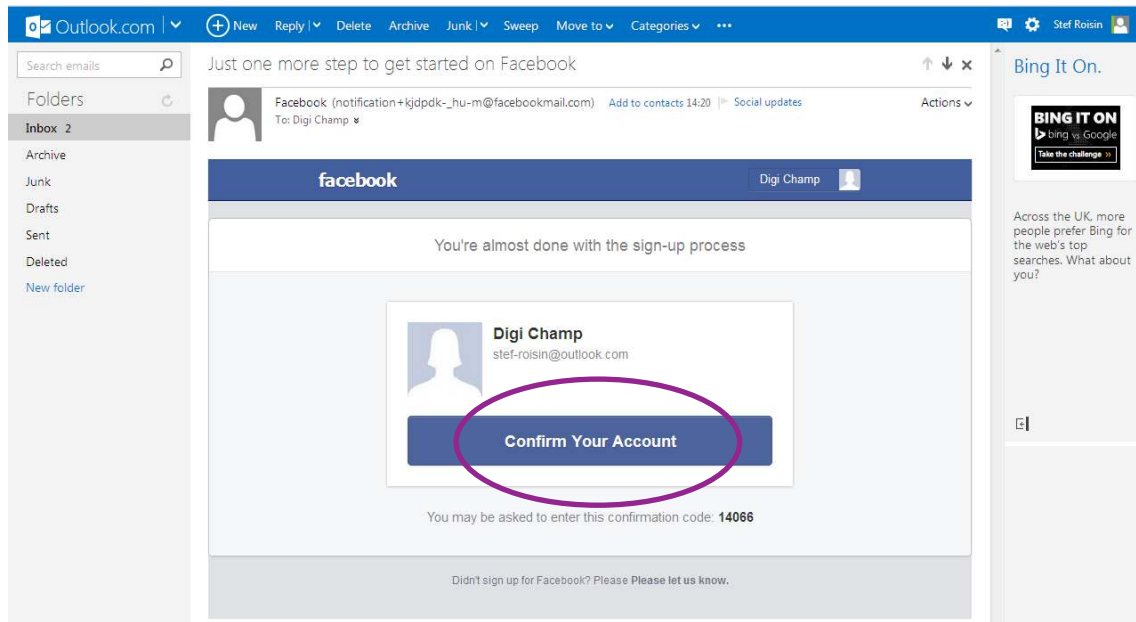 Outlook.com
New Reply Delete Archive Junk Sweep Move to Categories ...
Stef Roisin
Search emails
Folders
Inbox 2
Archive
Junk
Drafts
Sent
Deleted
New folder
Just one more step to get started on Facebook
Facebook (notification+kjdpdk-_hu-m@facebookmail.com) Add to contacts 14:20 Social updates
To: Digi Champ
Actions
facebook
Digi Champ
You're almost done with the sign-up process
Digi Champ
stef-roisin@outlook.com
Confirm Your Account
You may be asked to enter this confirmation code: 14066
Didn't sign up for Facebook? Please Please let us know.
Bing It On.
BING IT ON
bing vs Google
Take the challenge »
Across the UK, more
people prefer Bing for
the web's top
searches. What about
you?